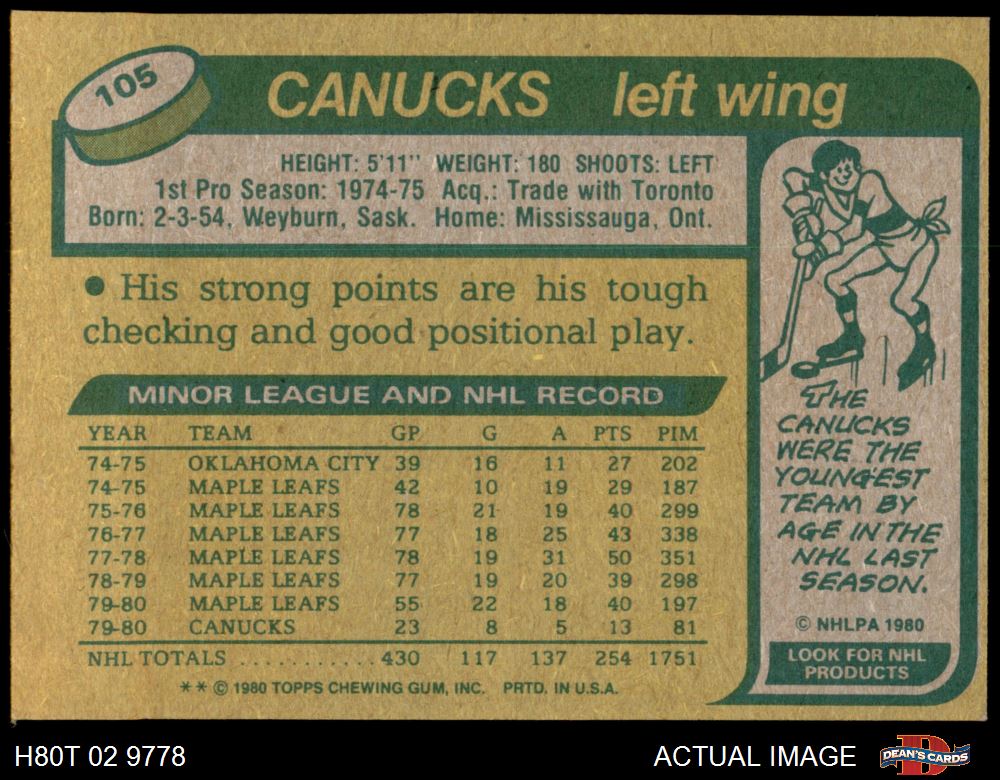 105
CANUCKS left wing
HEIGHT: 5'11" WEIGHT: 180 SHOOTS: LEFT
1st Pro Season: 1974-75 Acq.: Trade with Toronto
Born: 2-3-54, Weyburn, Sask. Home: Mississauga, Ont.
• His strong points are his tough
checking and good positional play.
MINOR LEAGUE AND NHL RECORD
YEAR TEAM GP G A PTS PIM
74-75 OKLAHOMA CITY 39 16 11 27 202
74-75 MAPLE LEAFS 42 10 19 29 187
75-76 MAPLE LEAFS 78 21 19 40 299
76-77 MAPLE LEAFS 77 18 25 43 338
77-78 MAPLE LEAFS 78 19 31 50 351
78-79 MAPLE LEAFS 77 19 20 39 298
79-80 MAPLE LEAFS 55 22 18 40 197
79-80 CANUCKS 23 8 5 13 81
NHL TOTALS ........... 430 117 137 254 1751
** © 1980 TOPPS CHEWING GUM, INC. PRTD. IN U.S.A.
THE
CANUCKS
WERE THE
YOUNGEST
TEAM BY
AGE IN THE
NHL LAST
SEASON.
© NHLPA 1980
LOOK FOR NHL
PRODUCTS
H80T 02 9778
ACTUAL IMAGE
D
DEAN'S CARDS